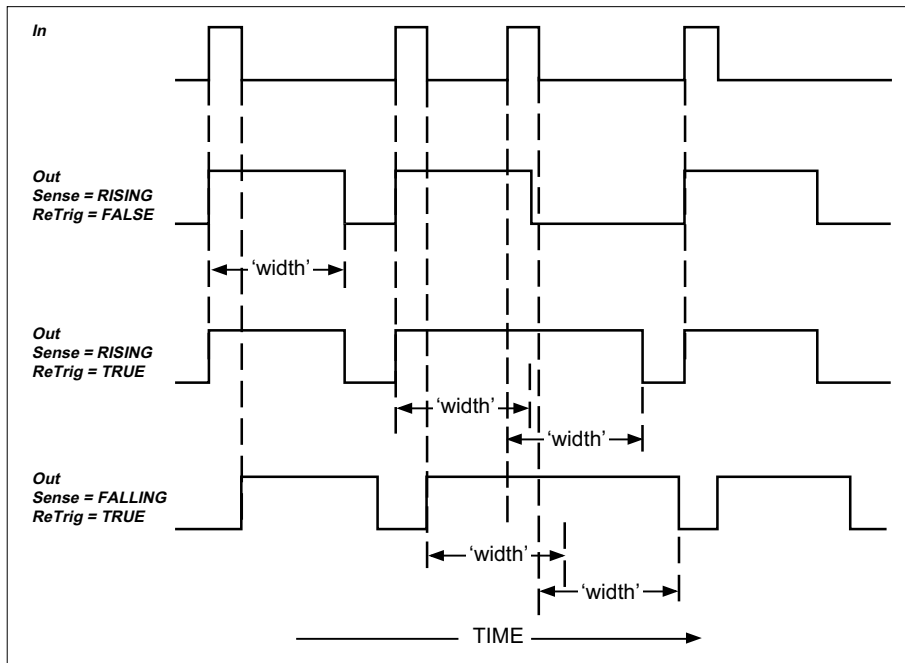 In
Out
Sense = RISING
ReTrig = FALSE
‘width’
Out
Sense = RISING
ReTrig = TRUE
‘width’
‘width’
Out
Sense = FALLING
ReTrig = TRUE
‘width’
‘width’
TIME